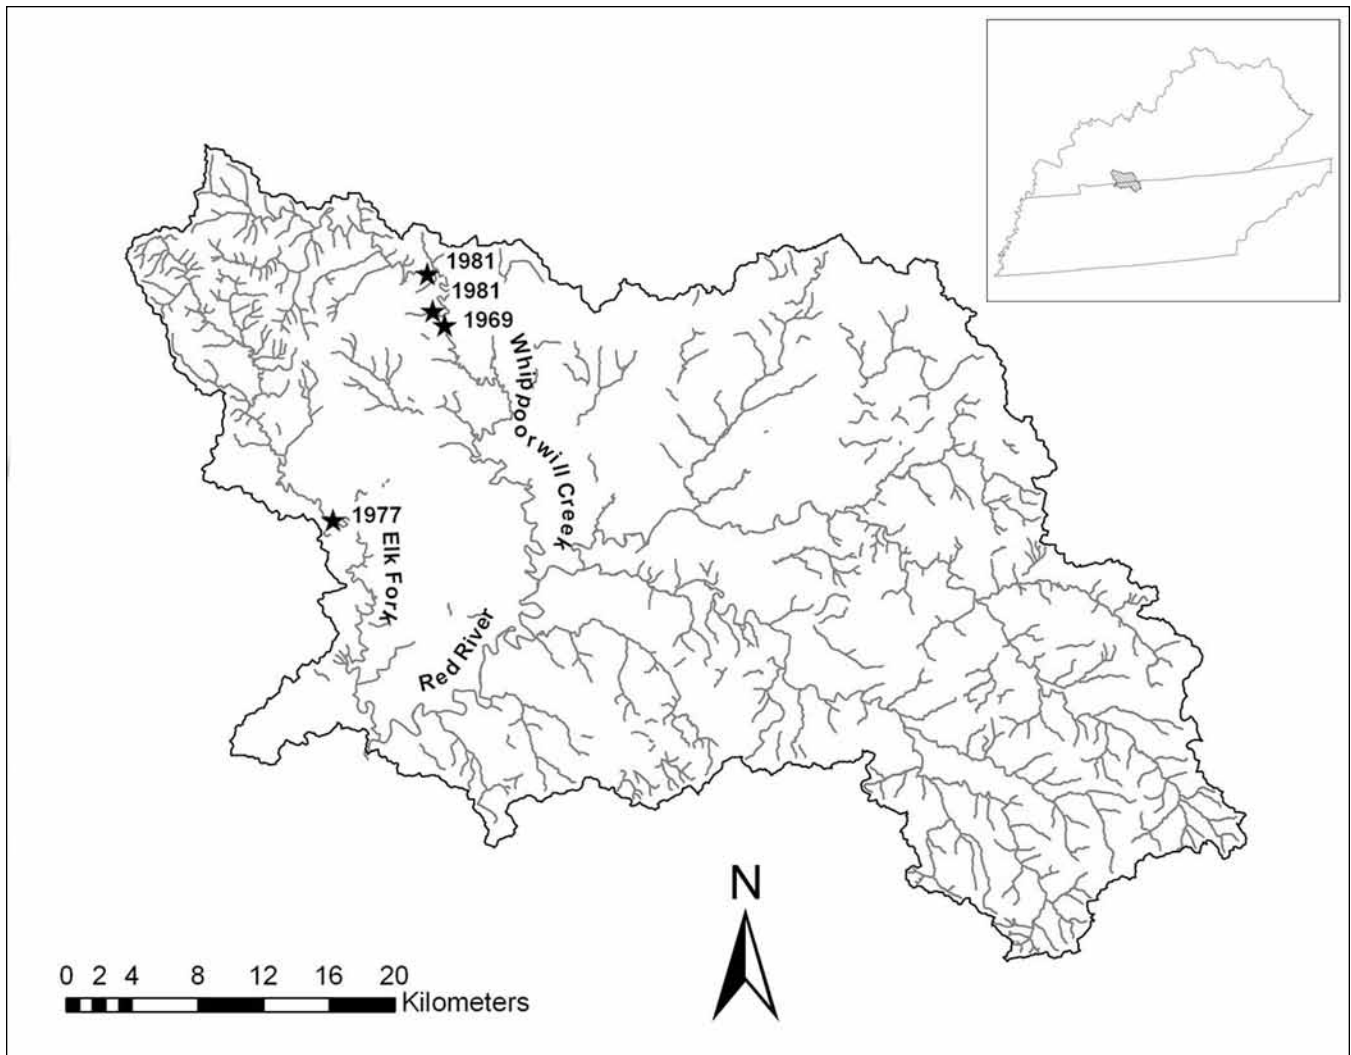 1981
1981
1969
Whippoorwill Creek
1977
Elk Fork
Red River
N
0 2 4 8 12 16 20
Kilometers